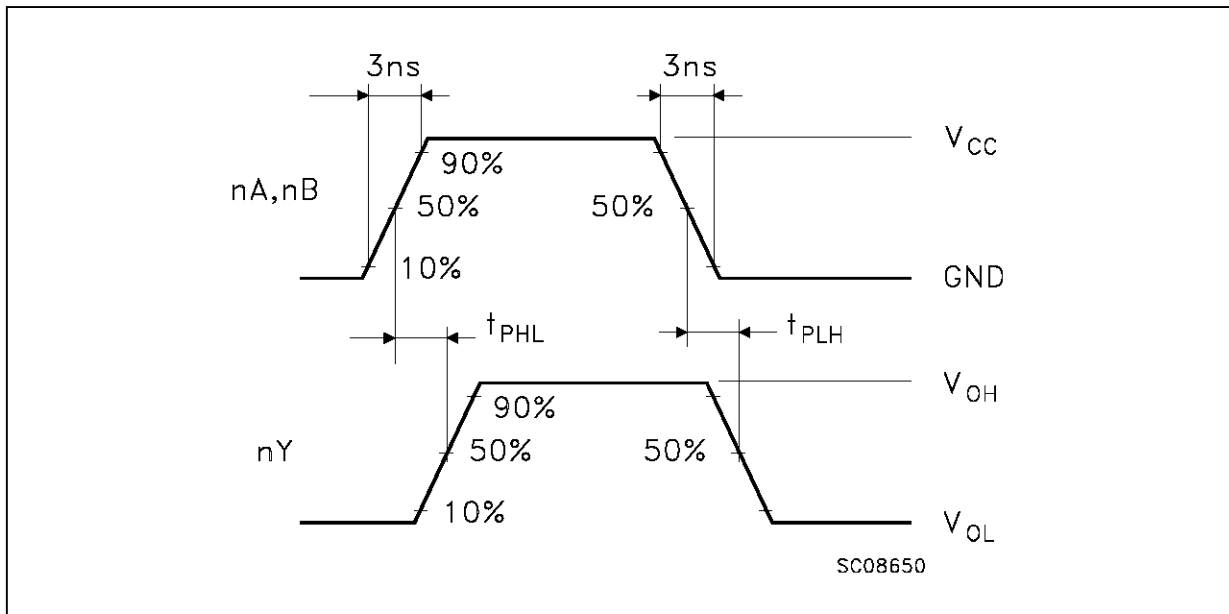 3ns 3ns
V_CC
90%
nA,nB 50% 50%
10% GND
t_PHL t_PLH
V_OH
90%
nY 50% 50%
10% V_OL
SC08650